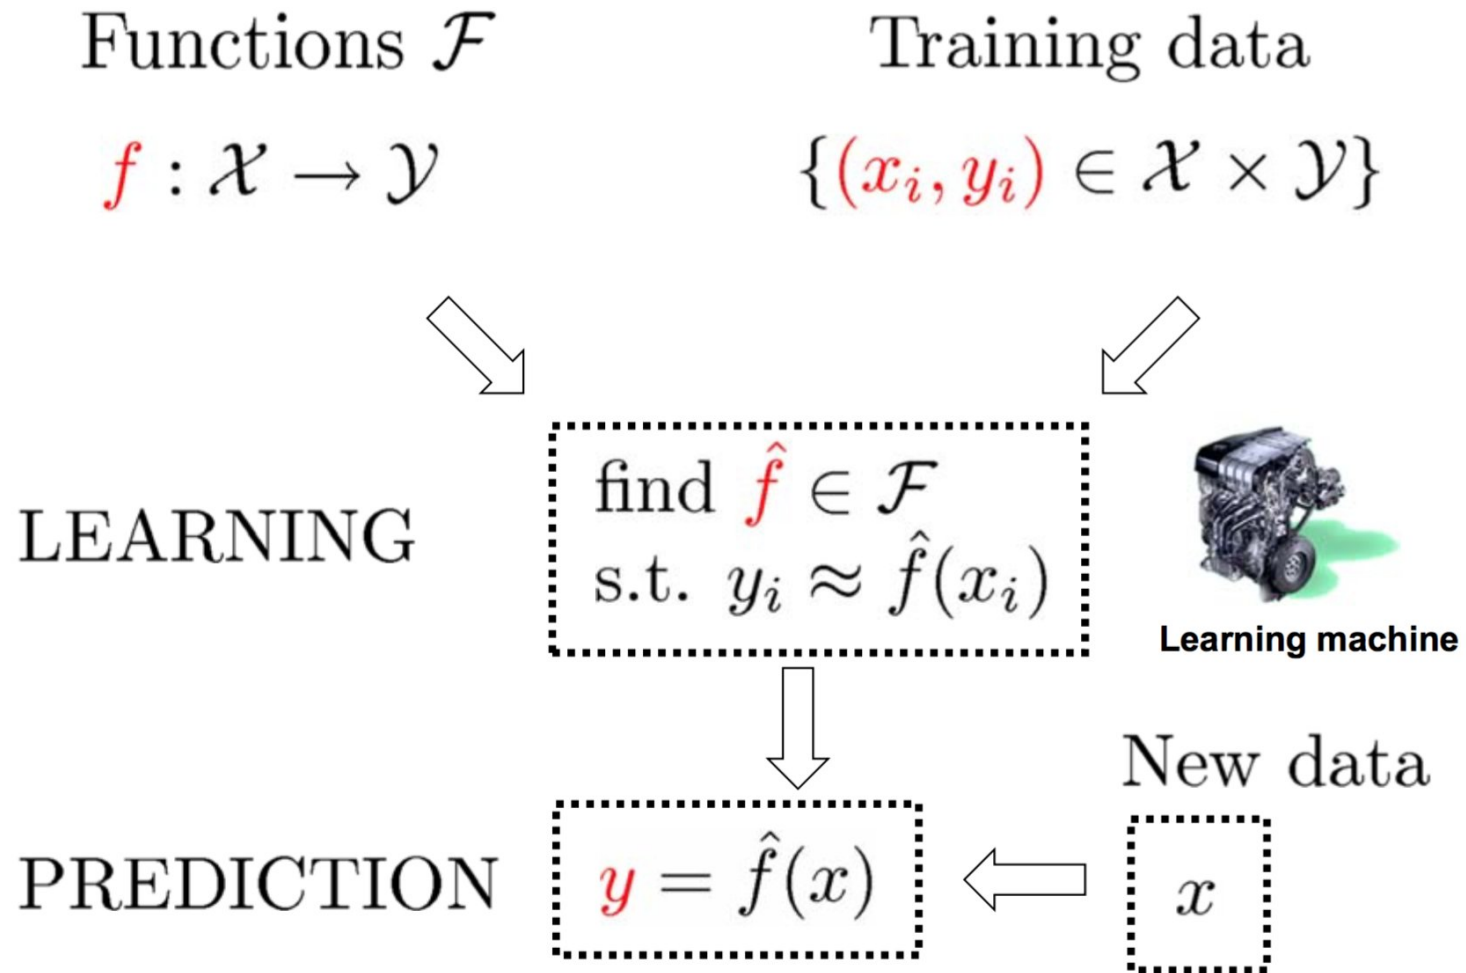 Functions ℱ
f : 𝒳 → 𝒴
Training data
{(xᵢ, yᵢ) ∈ 𝒳 × 𝒴}
LEARNING
find f̂ ∈ ℱ
s.t. yᵢ ≈ f̂(xᵢ)
Learning machine
PREDICTION
y = f̂(x)
New data
x